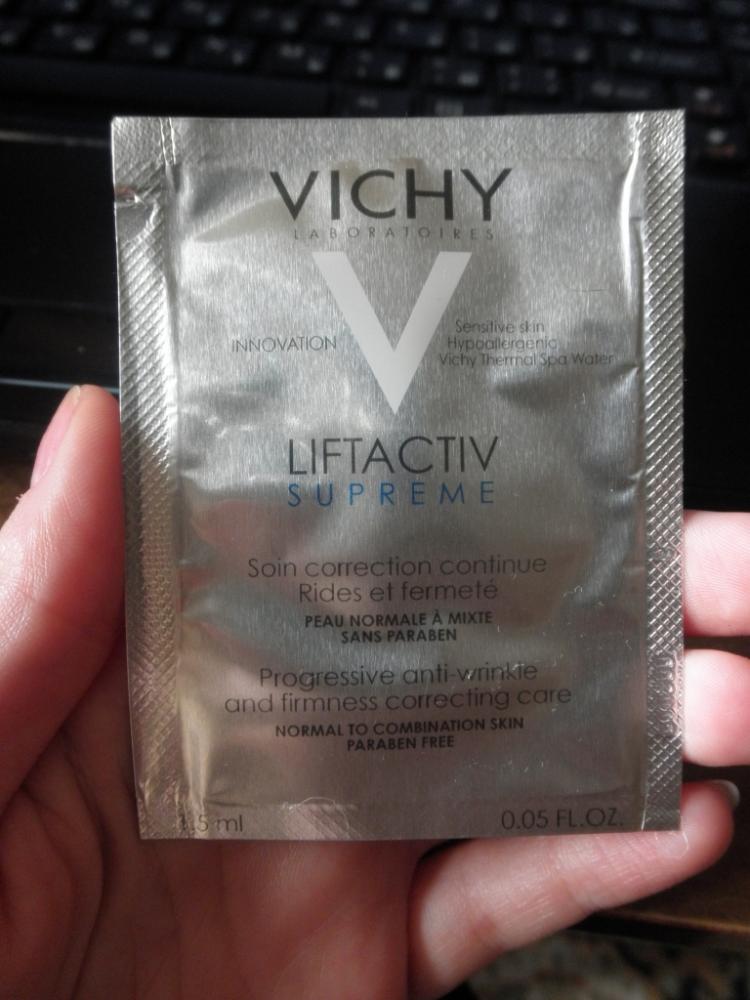 VICHY
LABORATOIRES
V
INNOVATION
Sensitive skin
Hypoallergenic
Vichy Thermal Spa Water
LIFTACTIV
SUPREME
Soin correction continue
Rides et fermeté
PEAU NORMALE À MIXTE
SANS PARABEN
Progressive anti-wrinkle
and firmness correcting care
NORMAL TO COMBINATION SKIN
PARABEN FREE
1.5 ml
0.05 FL.OZ.